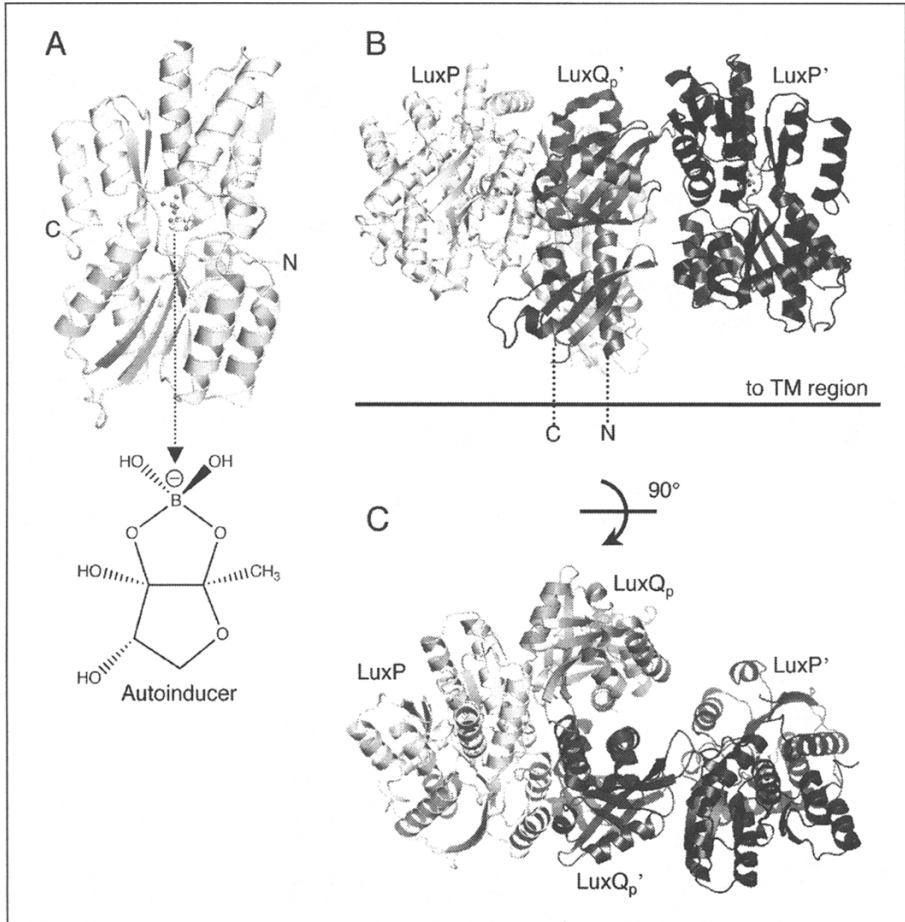 A
C
N
HO
⊖
OH
B
O
O
HO
CH₃
O
HO
Autoinducer
B
LuxP
LuxQp'
LuxP'
to TM region
C
N
90°
C
LuxQp
LuxP
LuxP'
LuxQp'